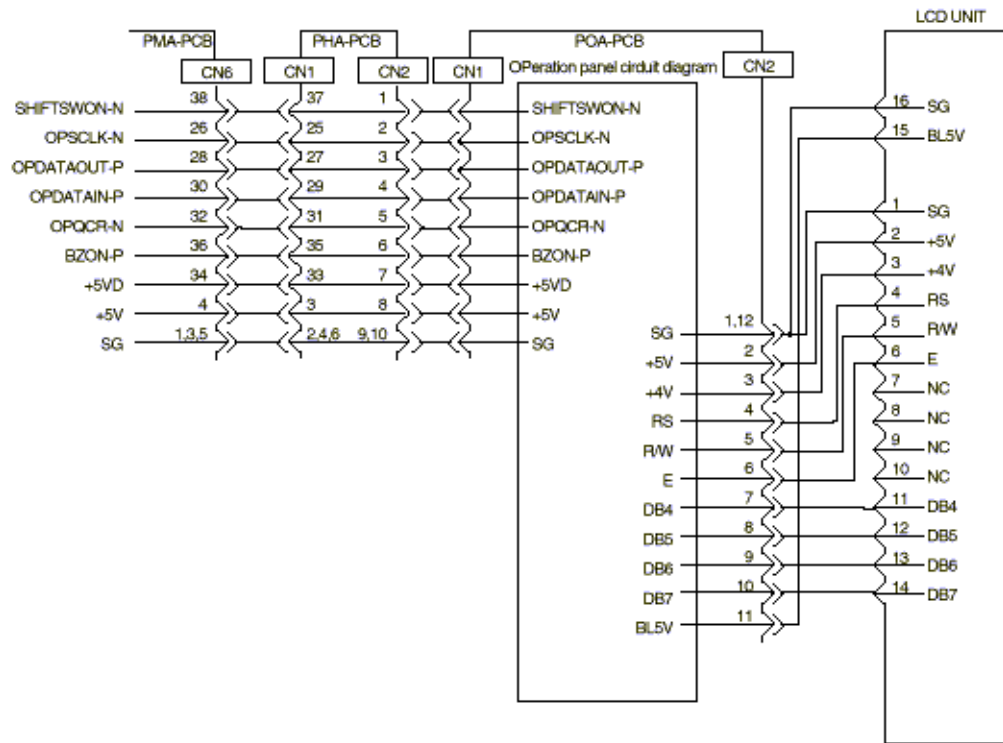 LCD UNIT
PMA-PCB PHA-PCB POA-PCB
CN6 CN1 CN2 CN1 OPeration panel cirduit diagram CN2
SHIFTSWON-N 38 37 1 SHIFTSWON-N 16 SG
OPSCLK-N 26 25 2 OPSCLK-N 15 BL5V
OPDATAOUT-P 28 27 3 OPDATAOUT-P
OPDATAIN-P 30 29 4 OPDATAIN-P 1 SG
OPQCR-N 32 31 5 OPQCR-N 2 +5V
BZON-P 36 35 6 BZON-P 3 +4V
+5VD 34 33 7 +5VD 4 RS
+5V 4 3 8 +5V 5 R/W
SG 1,3,5 2,4,6 9,10 SG
SG 1,12 6 E
+5V 2 7 NC
+4V 3 8 NC
RS 4 9 NC
R/W 5 10 NC
E 6
DB4 7 11 DB4
DB5 8 12 DB5
DB6 9 13 DB6
DB7 10 14 DB7
BL5V 11